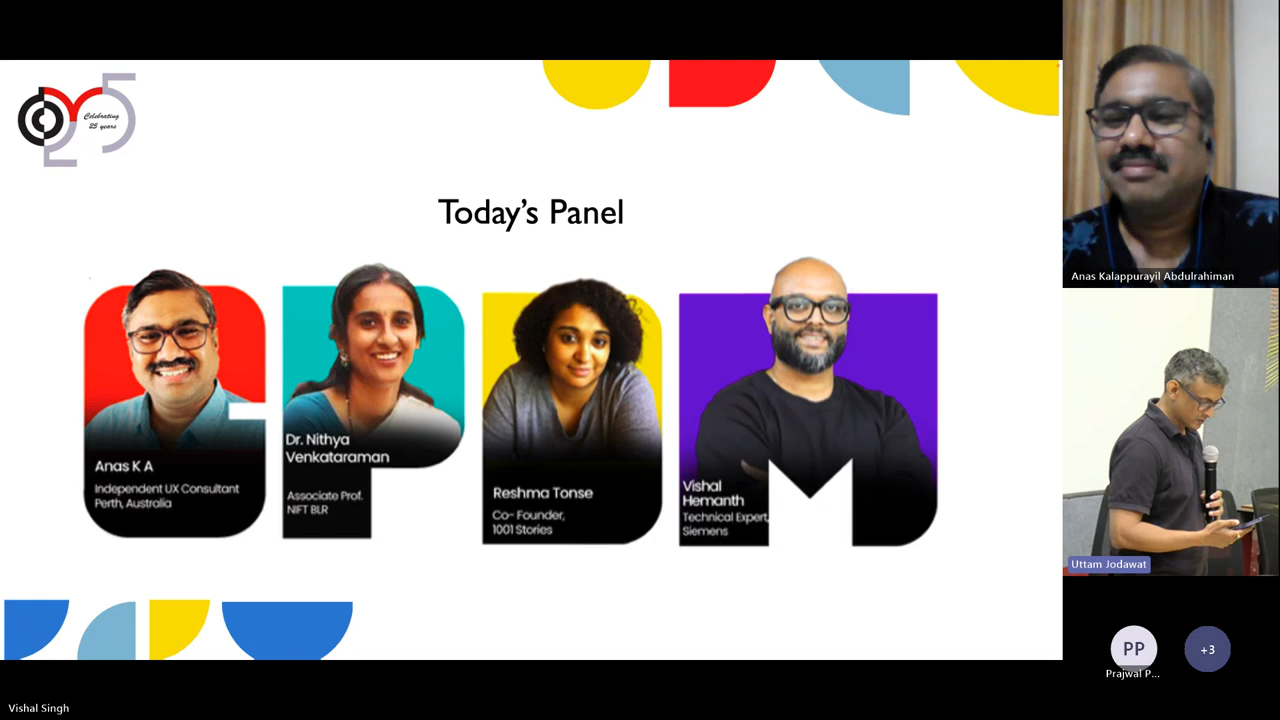 Celebrating
25 years
Today's Panel
Anas K A
Independent UX Consultant
Perth, Australia
Dr. Nithya
Venkataraman
Associate Prof.
NIFT BLR
Reshma Tonse
Co- Founder,
1001 Stories
Vishal
Hemanth
Technical Expert,
Siemens
Anas Kalappurayil Abdulrahiman
Uttam Jodawat
PP
Prajwal P...
+3
Vishal Singh